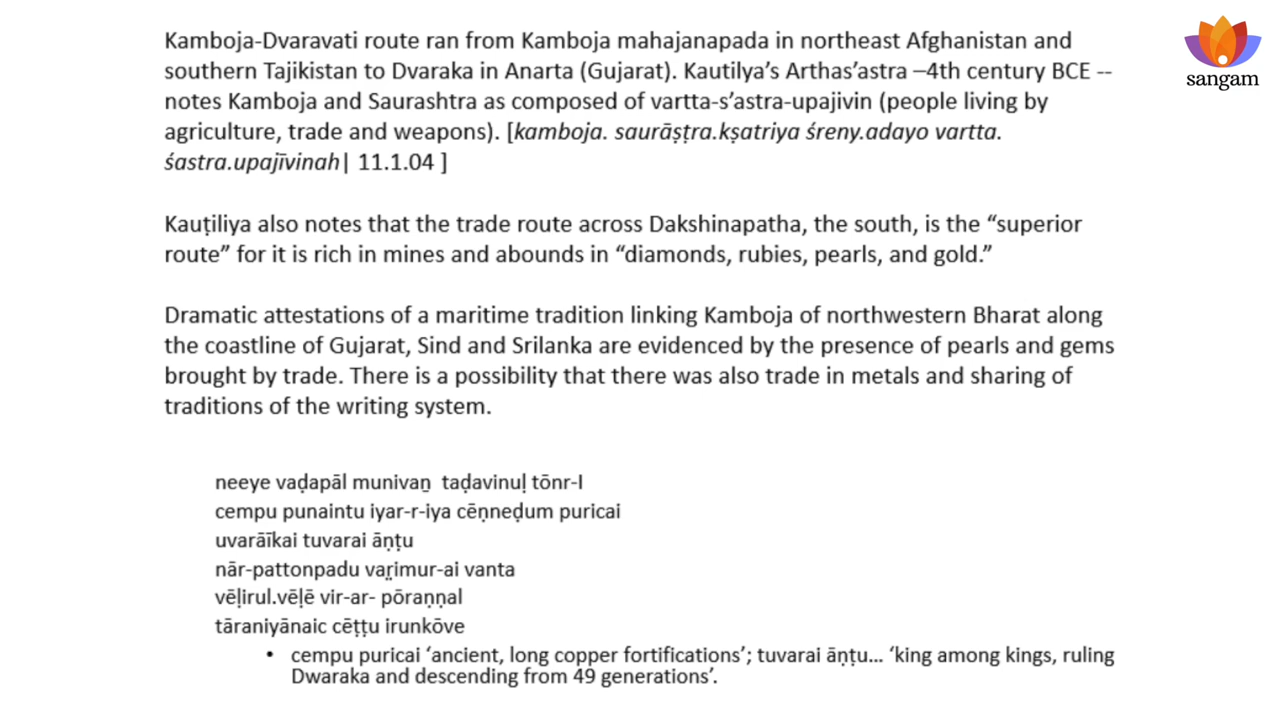 Kamboja-Dvaravati route ran from Kamboja mahajanapada in northeast Afghanistan and
southern Tajikistan to Dvaraka in Anarta (Gujarat). Kautilya’s Arthas’astra –4th century BCE --
notes Kamboja and Saurashtra as composed of vartta-s’astra-upajivin (people living by
agriculture, trade and weapons). [kamboja. saurāṣṭra.kṣatriya śreny.adayo vartta.
śastra.upajīvinah| 11.1.04 ]
Kauṭiliya also notes that the trade route across Dakshinapatha, the south, is the “superior
route” for it is rich in mines and abounds in “diamonds, rubies, pearls, and gold.”
Dramatic attestations of a maritime tradition linking Kamboja of northwestern Bharat along
the coastline of Gujarat, Sind and Srilanka are evidenced by the presence of pearls and gems
brought by trade. There is a possibility that there was also trade in metals and sharing of
traditions of the writing system.
neeye vaḍapāl munivaṉ taḍavinuḷ tōnr-I
cempu punaintu iyar-r-iya cēṇneḍum puricai
uvarāīkai tuvarai āṇṭu
nār-pattonpadu vaṟimur-ai vanta
vēḷirul.vēḷē vir-ar- pōraṇṇal
tāraniyānaic cēṭṭu irunkōve
• cempu puricai ‘ancient, long copper fortifications’; tuvarai āṇṭu… ‘king among kings, ruling
Dwaraka and descending from 49 generations’.
sangam